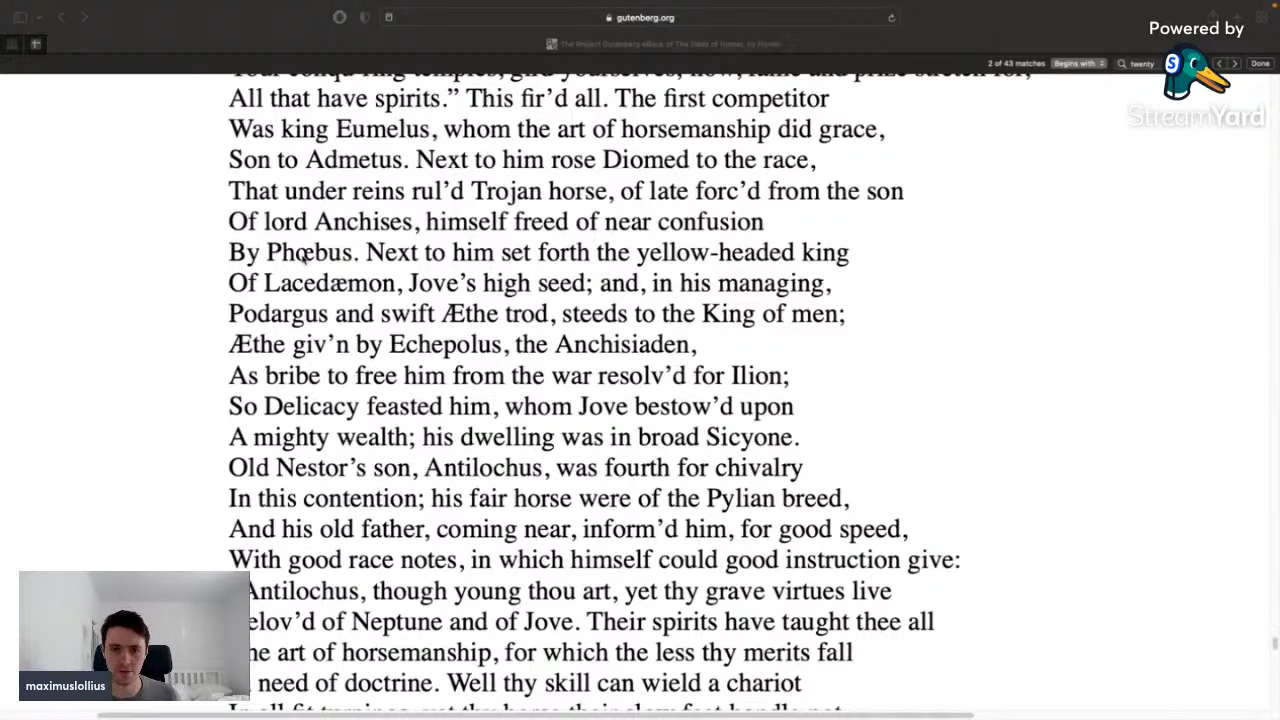 gutenberg.org
Powered by
StreamYard
The Project Gutenberg eBook of The Iliads of Homer, by Homer
2 of 43 matches
Begins with
twenty
Done
All that have spirits.” This fir’d all. The first competitor
Was king Eumelus, whom the art of horsemanship did grace,
Son to Admetus. Next to him rose Diomed to the race,
That under reins rul’d Trojan horse, of late forc’d from the son
Of lord Anchises, himself freed of near confusion
By Phœbus. Next to him set forth the yellow-headed king
Of Lacedæmon, Jove’s high seed; and, in his managing,
Podargus and swift Æthe trod, steeds to the King of men;
Æthe giv’n by Echepolus, the Anchisiaden,
As bribe to free him from the war resolv’d for Ilion;
So Delicacy feasted him, whom Jove bestow’d upon
A mighty wealth; his dwelling was in broad Sicyone.
Old Nestor’s son, Antilochus, was fourth for chivalry
In this contention; his fair horse were of the Pylian breed,
And his old father, coming near, inform’d him, for good speed,
With good race notes, in which himself could good instruction give:
Antilochus, though young thou art, yet thy grave virtues live
elov’d of Neptune and of Jove. Their spirits have taught thee all
he art of horsemanship, for which the less thy merits fall
need of doctrine. Well thy skill can wield a chariot
maximuslollius